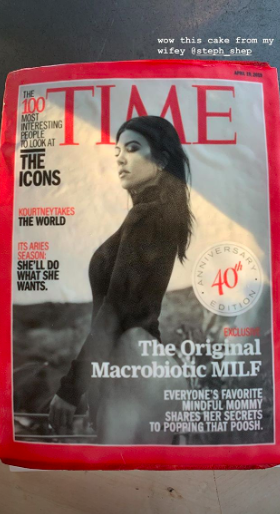 wow this cake from my
wifey @steph_shep
TIME
THE
100
MOST
INTERESTING
PEOPLE
TO LOOK AT
THE
ICONS
KOURTNEY TAKES
THE WORLD
ITS ARIES
SEASON:
SHE'LL DO
WHAT SHE
WANTS.
ANNIVERSARY
40th
EDITION
EXCLUSIVE
The Original
Macrobiotic MILF
EVERYONE'S FAVORITE
MINDFUL MOMMY
SHARES HER SECRETS
TO POPPING THAT POOSH.